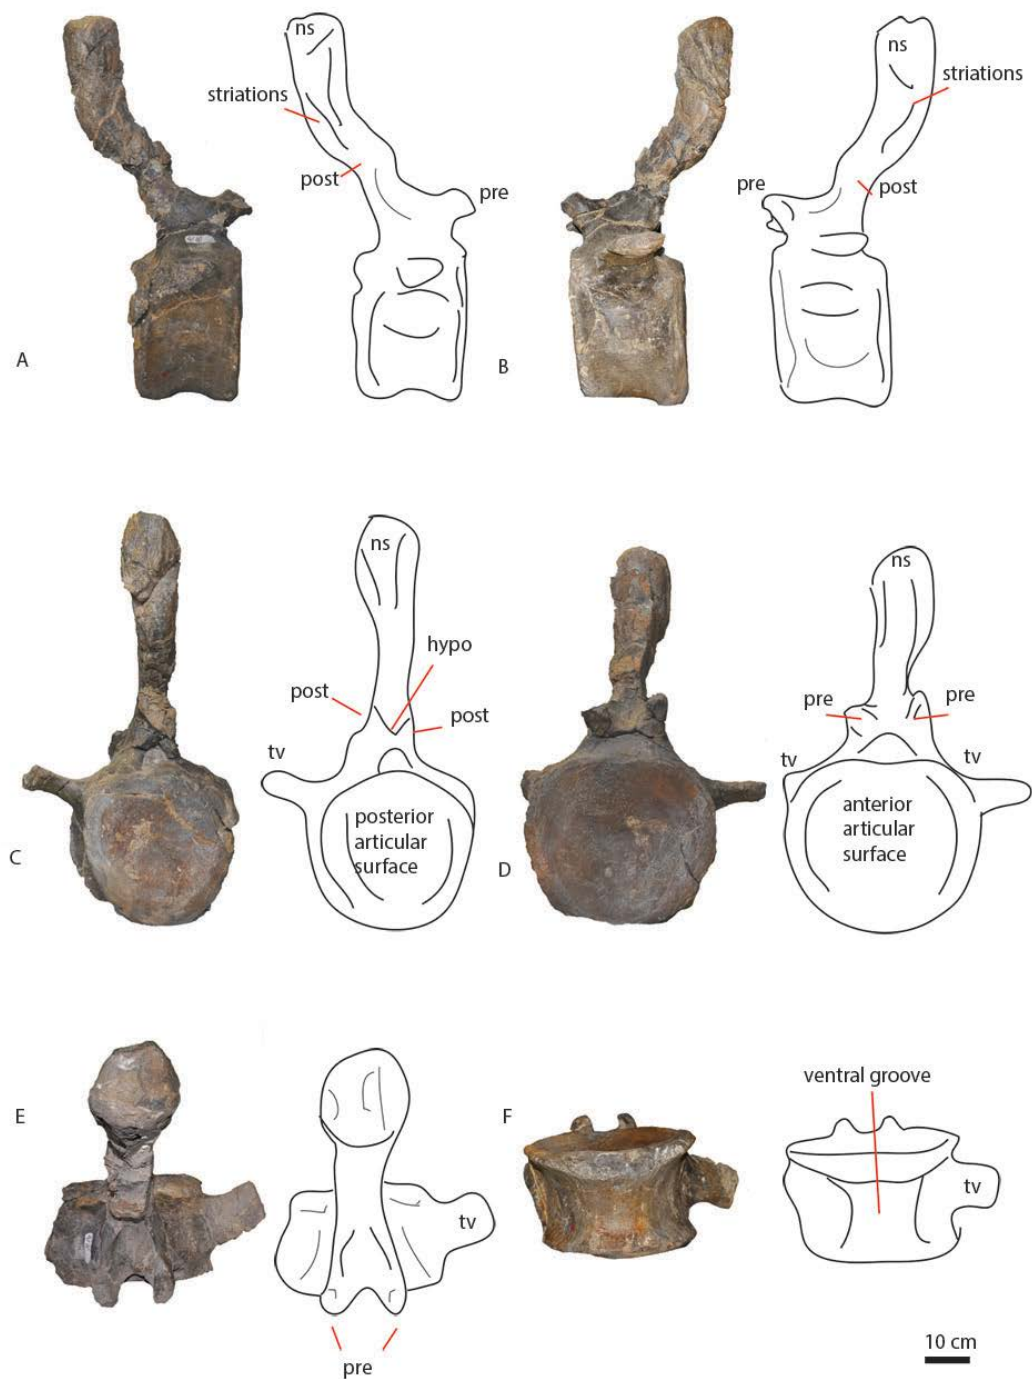 ns
striations
post
pre
A
ns
striations
pre
post
B
ns
hypo
post
post
tv
posterior
articular
surface
C
ns
pre
pre
tv
tv
anterior
articular
surface
D
E
tv
pre
ventral groove
F
tv
10 cm